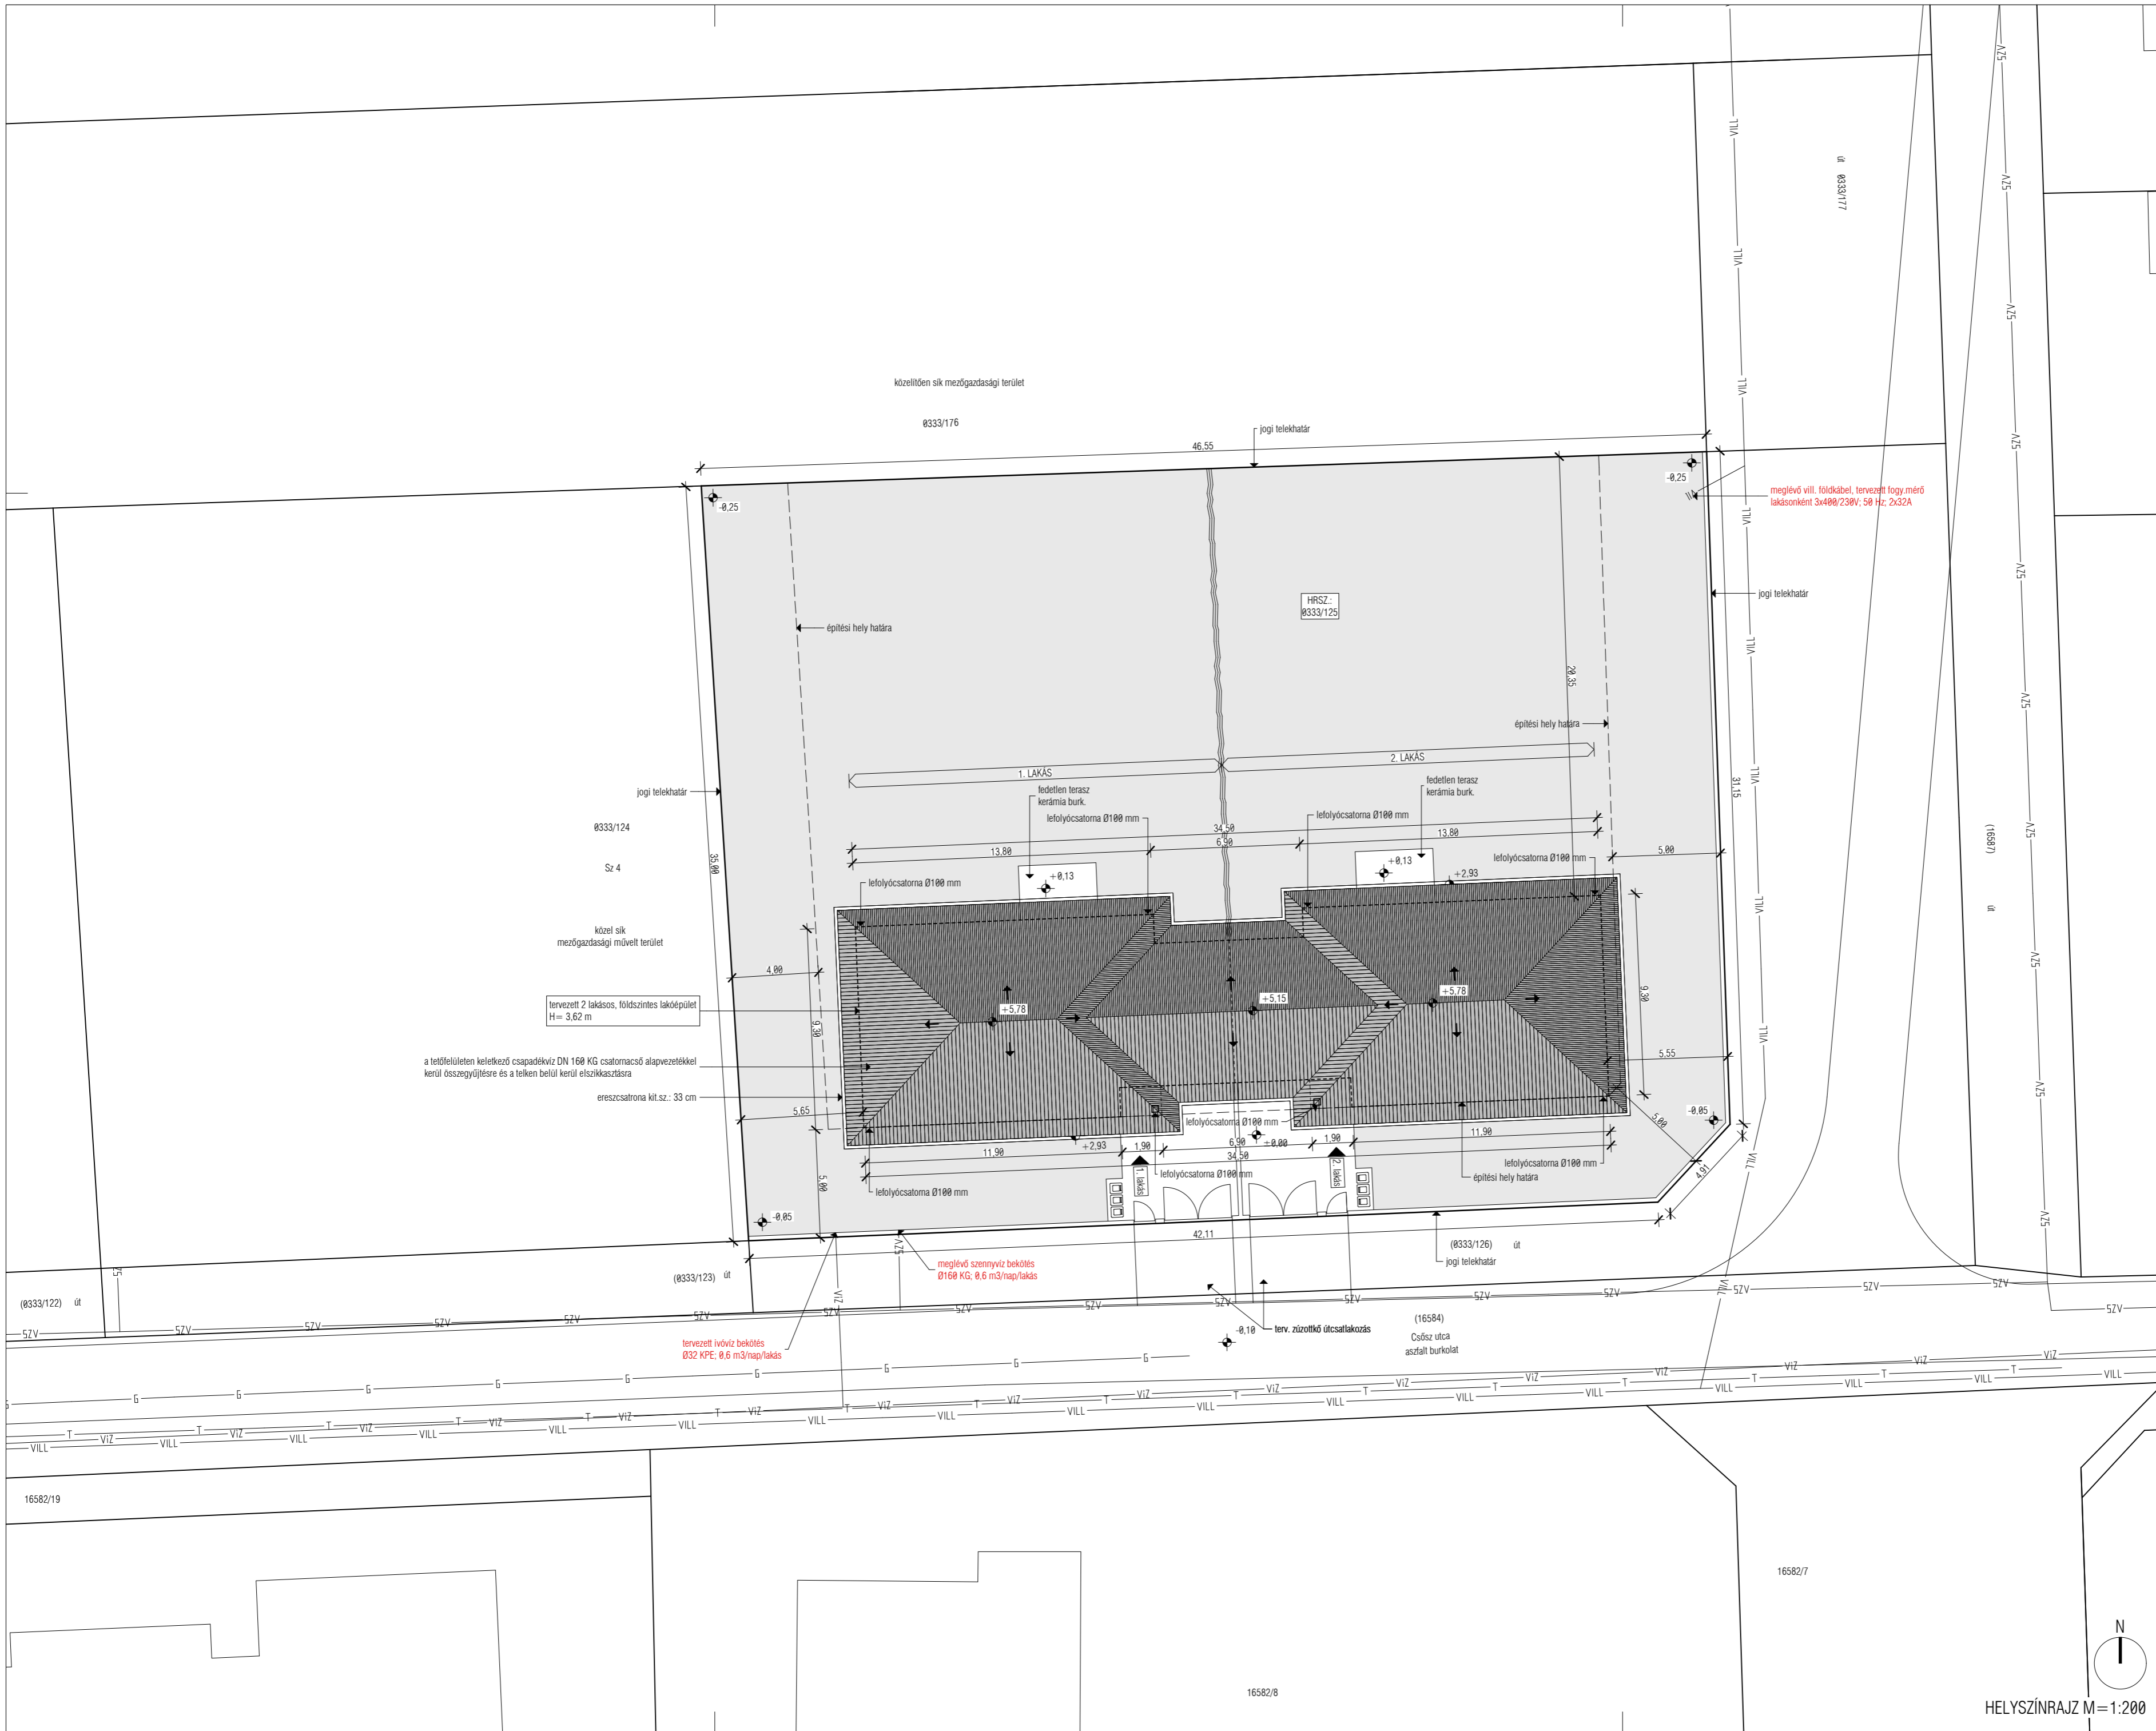 út 0333/177
közelítően sík mezőgazdasági terület
0333/176
jogi telekhatár
46,55
-0,25
-0,25
meglévő vill. földkábel, tervezett fogy.mérő
lakásonként 3x400/230V; 50 Hz; 2x32A
HRSZ.:
0333/125
jogi telekhatár
építési hely határa
20,35
építési hely határa
1. LAKÁS
2. LAKÁS
jogi telekhatár
31,15
fedetlen terasz
kerámia burk.
fedetlen terasz
kerámia burk.
lefolyócsatorna Ø100 mm
lefolyócsatorna Ø100 mm
0333/124
34,50
6,90
13,80
13,80
Sz 4
35,00
lefolyócsatorna Ø100 mm
lefolyócsatorna Ø100 mm
5,00
+0,13
+0,13
+2,93
(16587)
út
közel sík
mezőgazdasági művelt terület
4,00
tervezett 2 lakásos, földszintes lakóépület
H= 3,62 m
+5,78
+5,15
+5,78
9,30
9,30
a tetőfelületen keletkező csapadékvíz DN 160 KG csatornacső alapvezetékkel
kerül összegyűjtésre és a telken belül kerül elszikkasztásra
5,55
ereszcsatrona kit.sz.: 33 cm
5,65
5,00
-0,05
lefolyócsatorna Ø100 mm
+2,93
6,90
±0,00
11,90
1,90
1,90
11,90
34,50
lefolyócsatorna Ø100 mm
lefolyócsatorna Ø100 mm
építési hely határa
lefolyócsatorna Ø100 mm
1. lakás
2. lakás
5,00
4,91
-0,05
42,11
(0333/126) út
jogi telekhatár
meglévő szennyvíz bekötés
Ø160 KG; 0,6 m3/nap/lakás
(0333/123) út
(0333/122) út
tervezett ivóvíz bekötés
Ø32 KPE; 0,6 m3/nap/lakás
-0,10
terv. zúzottkő útcsatlakozás
(16584)
Csősz utca
aszfalt burkolat
SZV
G
T
VíZ
VILL
16582/19
16582/7
16582/8
N
HELYSZÍNRAJZ M=1:200